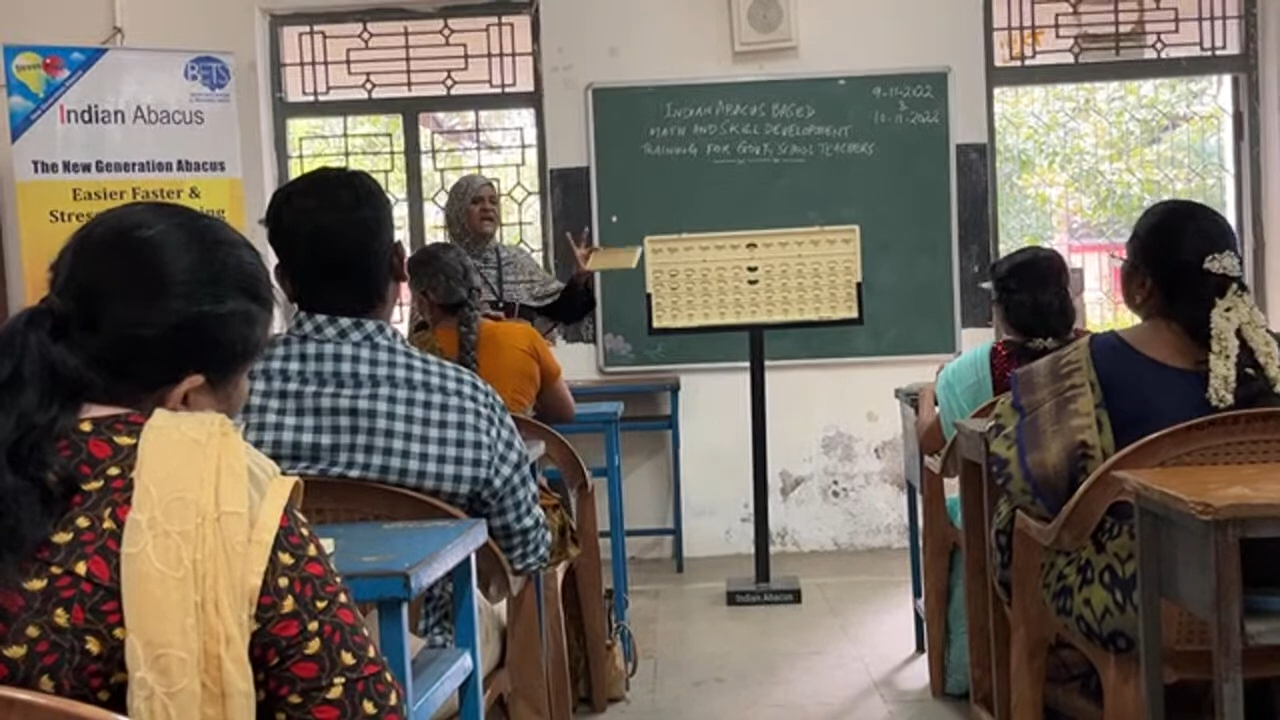 BETS
Indian Abacus
The New Generation Abacus
Easier Faster &
INDIAN ABACUS BASED
MATH AND SKILL DEVELOPMENT
TRAINING FOR GOVT, SCHOOL TEACHERS
9-11-2022
&
10-11-2022
Indian Abacus